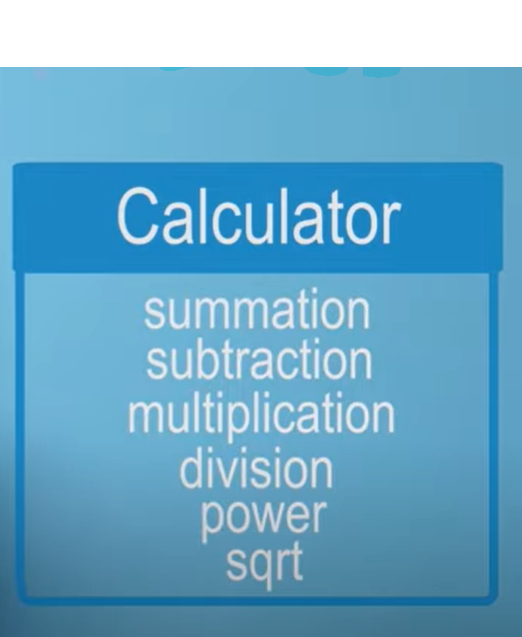 Calculator
summation
subtraction
multiplication
division
power
sqrt